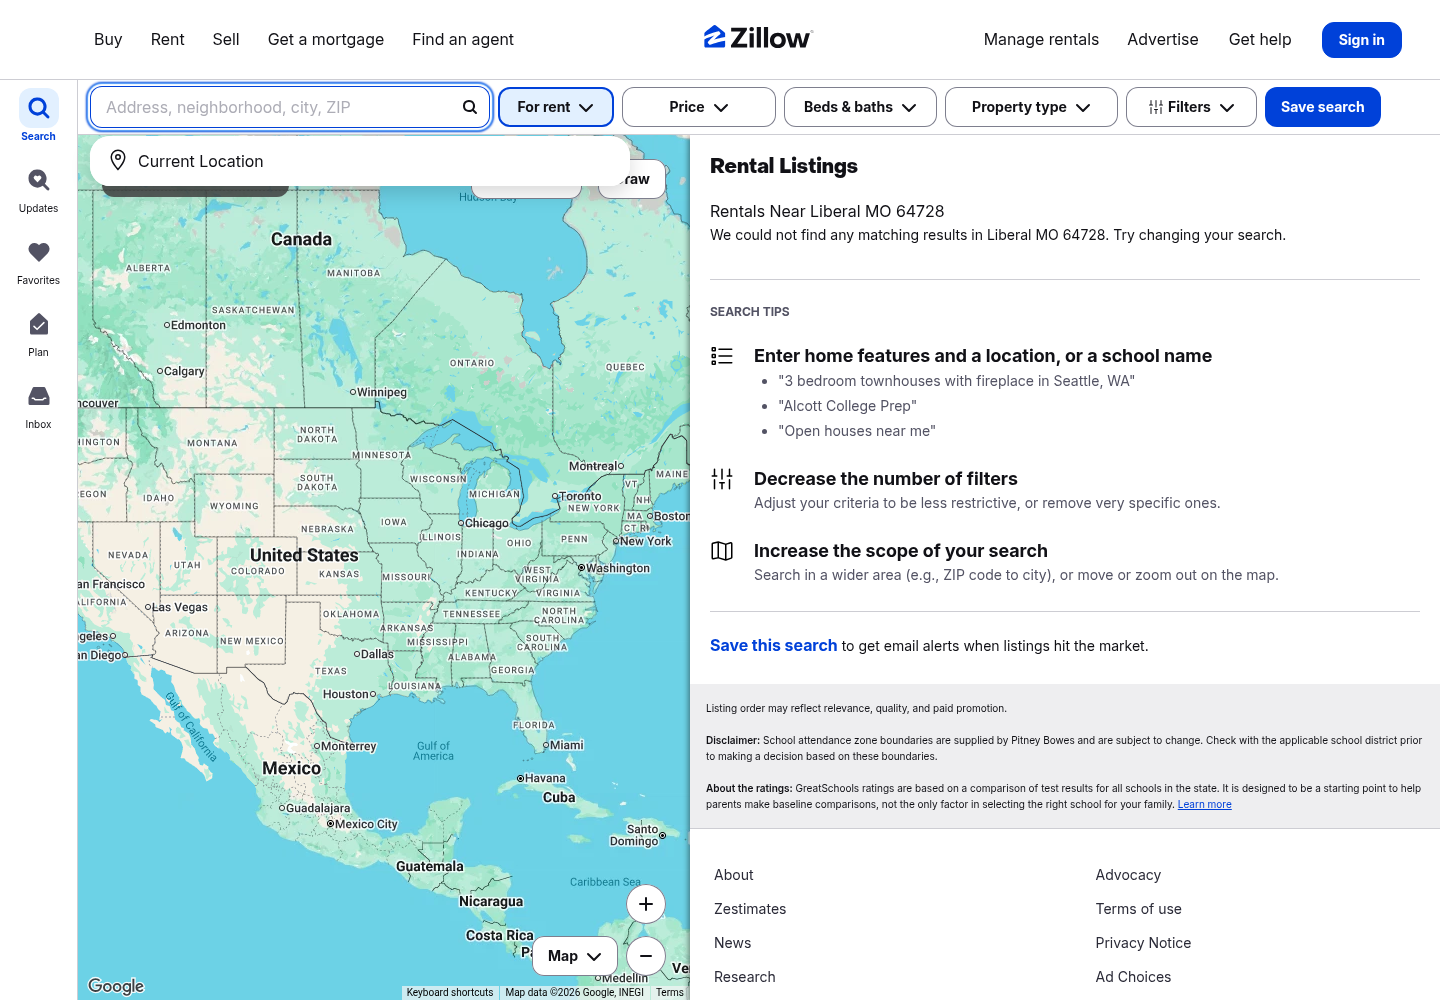 Buy
Rent
Sell
Get a mortgage
Find an agent
Zillow
Manage rentals
Advertise
Get help
Sign in
Search
Updates
Favorites
Plan
Inbox
Address, neighborhood, city, ZIP
For rent
Price
Beds & baths
Property type
Filters
Save search
Current Location
Canada
ALBERTA
MANITOBA
SASKATCHEWAN
Edmonton
Calgary
ONTARIO
QUEBEC
Winnipeg
NORTH
DAKOTA
MONTANA
MINNESOTA
Montreal
WISCONSIN
MICHIGAN
MAINE
SOUTH
DAKOTA
IDAHO
WYOMING
VT
NH
Toronto
NEW YORK
MA
Boston
CT
IOWA
Chicago
NEBRASKA
ILLINOIS
OHIO
PENN
New York
INDIANA
NEVADA
United States
UTAH
COLORADO
KANSAS
MISSOURI
WEST
VIRGINIA
Washington
KENTUCKY
VIRGINIA
Las Vegas
OKLAHOMA
TENNESSEE
NORTH
CAROLINA
ARKANSAS
ARIZONA
NEW MEXICO
MISSISSIPPI
SOUTH
CAROLINA
Dallas
ALABAMA
TEXAS
GEORGIA
LOUISIANA
Houston
Gulf of California
FLORIDA
Monterrey
Gulf of
America
Miami
Mexico
Havana
Cuba
Guadalajara
Mexico City
Santo
Domingo
Guatemala
Caribbean Sea
Nicaragua
Costa Rica
Medellín
Map
Google
Keyboard shortcuts
Map data ©2026 Google, INEGI
Terms
Rental Listings
Rentals Near Liberal MO 64728
We could not find any matching results in Liberal MO 64728. Try changing your search.
SEARCH TIPS
Enter home features and a location, or a school name
"3 bedroom townhouses with fireplace in Seattle, WA"
"Alcott College Prep"
"Open houses near me"
Decrease the number of filters
Adjust your criteria to be less restrictive, or remove very specific ones.
Increase the scope of your search
Search in a wider area (e.g., ZIP code to city), or move or zoom out on the map.
Save this search to get email alerts when listings hit the market.
Listing order may reflect relevance, quality, and paid promotion.
Disclaimer: School attendance zone boundaries are supplied by Pitney Bowes and are subject to change. Check with the applicable school district prior
to making a decision based on these boundaries.
About the ratings: GreatSchools ratings are based on a comparison of test results for all schools in the state. It is designed to be a starting point to help
parents make baseline comparisons, not the only factor in selecting the right school for your family. Learn more
About
Advocacy
Zestimates
Terms of use
News
Privacy Notice
Research
Ad Choices